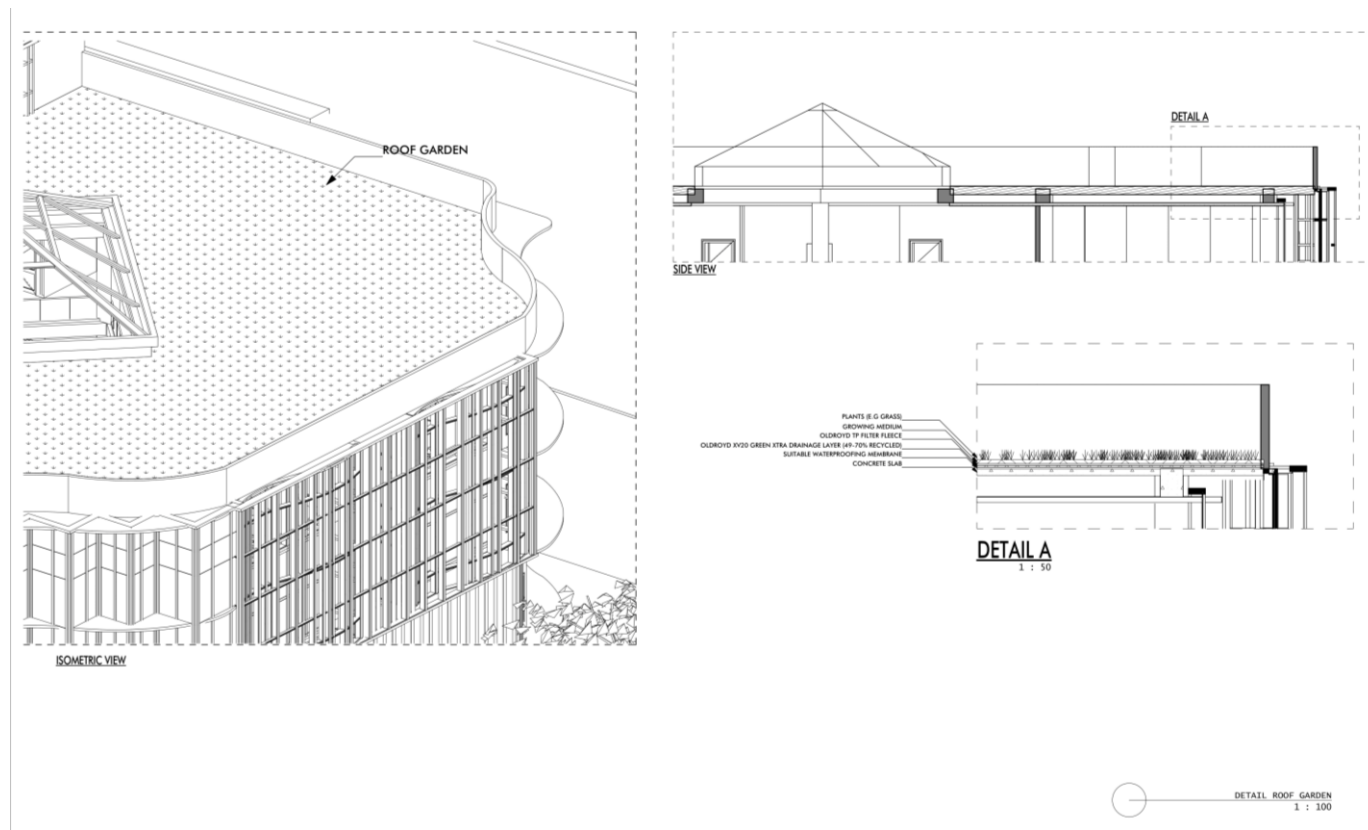 ROOF GARDEN
ISOMETRIC VIEW
DETAIL A
SIDE VIEW
PLANTS (E.G GRASS)
GROWING MEDIUM
OLDROYD TP FILTER FLEECE
OLDROYD XV20 GREEN XTRA DRAINAGE LAYER (49-70% RECYCLED)
SUITABLE WATERPROOFING MEMBRANE
CONCRETE SLAB
DETAIL A
1 : 50
DETAIL ROOF GARDEN
1 : 100